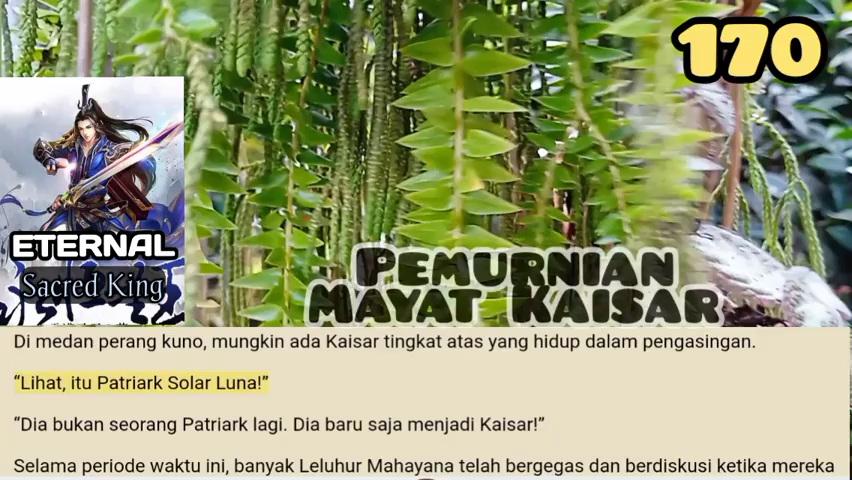 170
ETERNAL
Sacred King
PEMURNIAN
MAYAT KAISAR
Di medan perang kuno, mungkin ada Kaisar tingkat atas yang hidup dalam pengasingan.
“Lihat, itu Patriark Solar Luna!”
“Dia bukan seorang Patriark lagi. Dia baru saja menjadi Kaisar!”
Selama periode waktu ini, banyak Leluhur Mahayana telah bergegas dan berdiskusi ketika mereka